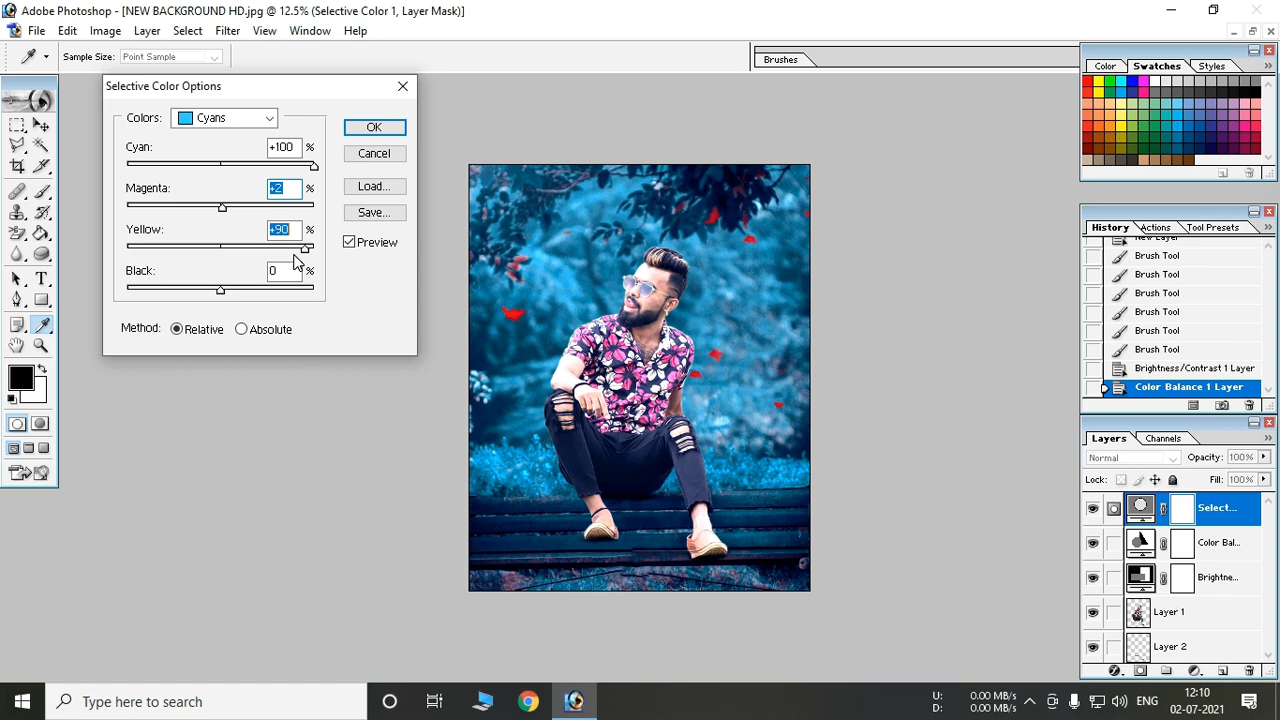 Adobe Photoshop - [NEW BACKGROUND HD.jpg @ 12.5% (Selective Color 1, Layer Mask)]
File Edit Image Layer Select Filter View Window Help
Sample Size: Point Sample
Brushes
Color Swatches Styles
Selective Color Options
Colors: Cyans
OK
Cyan: +100 %
Cancel
Magenta: +2 %
Load...
Save...
Yellow: +90 %
Preview
Black: 0 %
Method: Relative Absolute
History Actions Tool Presets
New Layer
Brush Tool
Brush Tool
Brush Tool
Brush Tool
Brush Tool
Brush Tool
Brightness/Contrast 1 Layer
Color Balance 1 Layer
Layers Channels
Normal Opacity: 100%
Lock: Fill: 100%
Select...
Color Bal...
Brightne...
Layer 1
Layer 2
Type here to search
U: 0.00 MB/s
D: 0.00 MB/s
ENG
12:10
02-07-2021